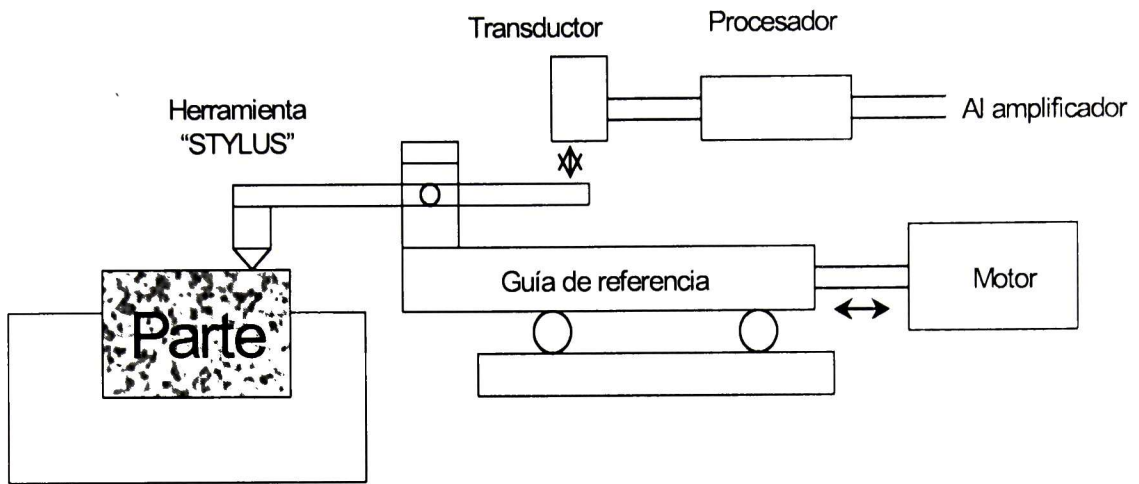 Transductor
Procesador
Al amplificador
Herramienta
“STYLUS”
Guía de referencia
Motor
Parte